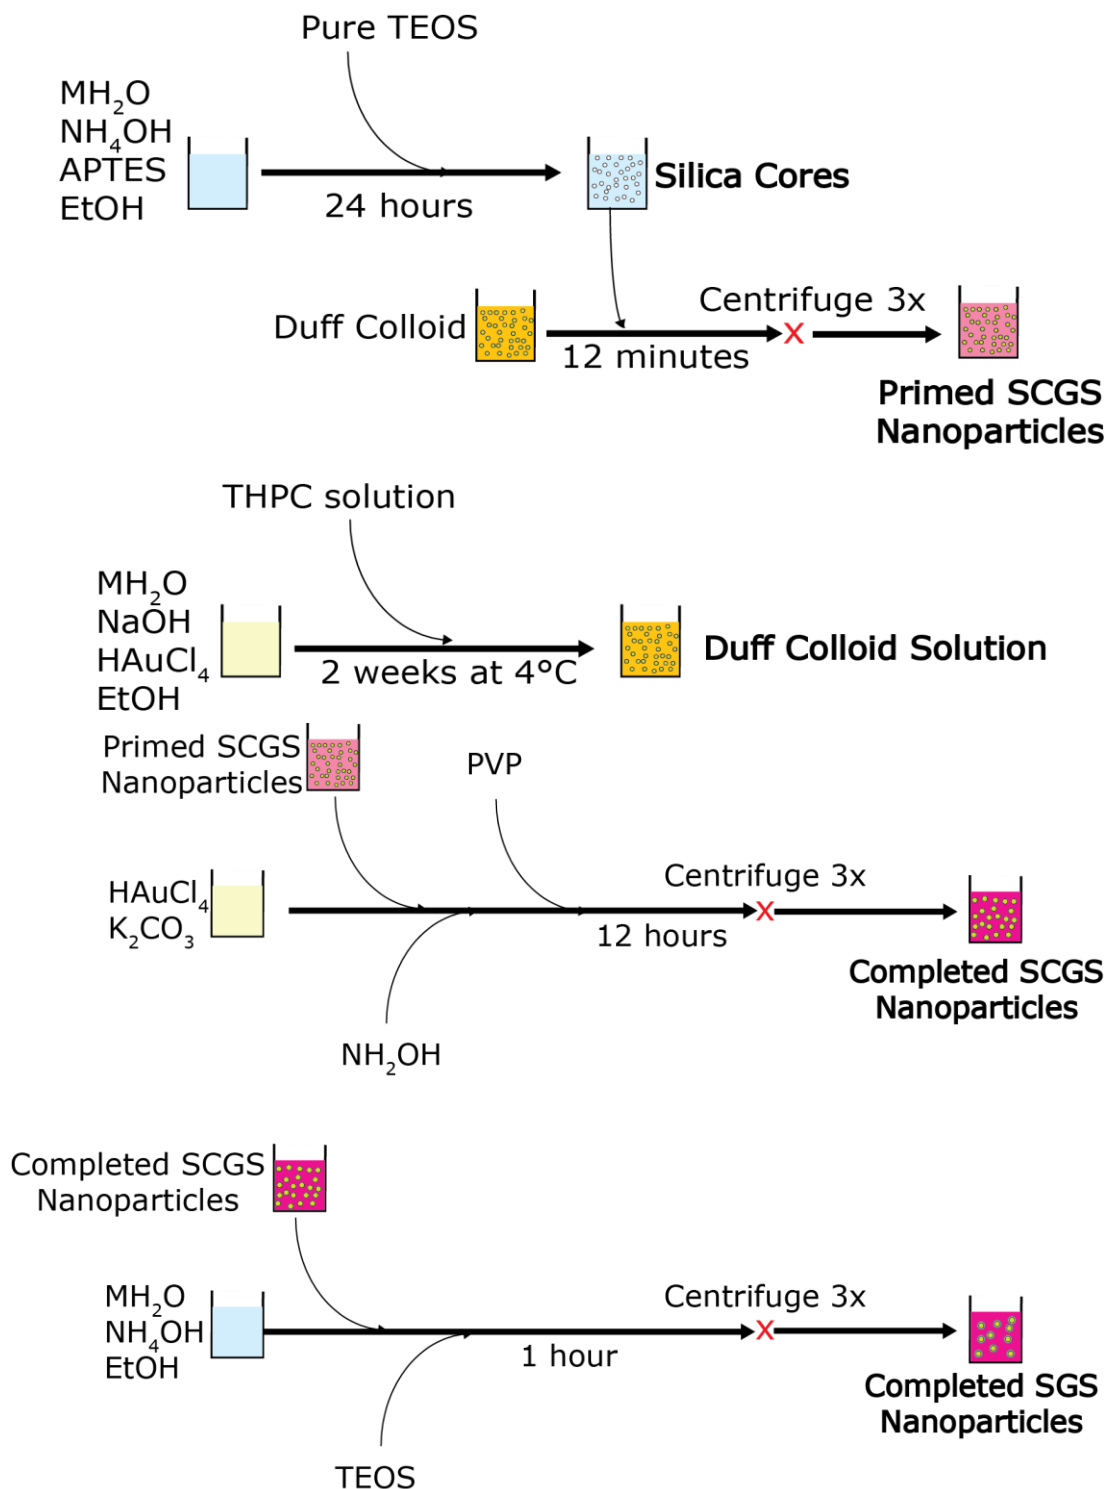 Pure TEOS
MH₂O
NH₄OH
APTES
EtOH
24 hours
Silica Cores
Duff Colloid
12 minutes
Centrifuge 3x
X
Primed SCGS
Nanoparticles
THPC solution
MH₂O
NaOH
HAuCl₄
EtOH
2 weeks at 4°C
Duff Colloid Solution
Primed SCGS
Nanoparticles
PVP
HAuCl₄
K₂CO₃
NH₂OH
12 hours
Centrifuge 3x
X
Completed SCGS
Nanoparticles
Completed SCGS
Nanoparticles
MH₂O
NH₄OH
EtOH
TEOS
1 hour
Centrifuge 3x
X
Completed SGS
Nanoparticles